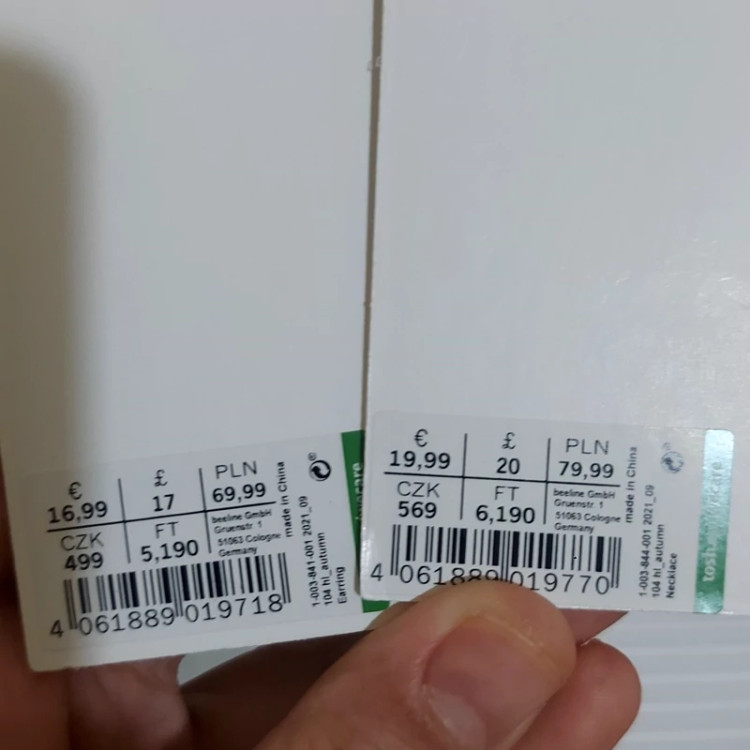 € £ PLN
16,99 17 69,99
CZK FT
499 5,190
beeline GmbH
Gruenstr. 1
51063 Cologne
Germany
made in China
1-003-841-001 2021_09
104 hl_autumn
Earring
4 061889 019718
€ £ PLN
19,99 20 79,99
CZK FT
569 6,190
beeline GmbH
Gruenstr. 1
51063 Cologne
Germany
made in China
1-003-844-001 2021_09
104 hl_autumn
Necklace
4 061889 019770